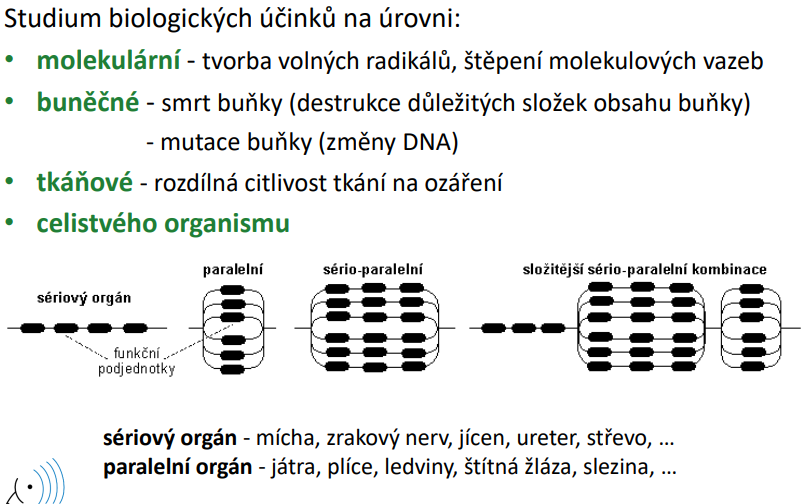 Studium biologických účinků na úrovni:
• molekulární - tvorba volných radikálů, štěpení molekulových vazeb
• buněčné - smrt buňky (destrukce důležitých složek obsahu buňky)
- mutace buňky (změny DNA)
• tkáňové - rozdílná citlivost tkání na ozáření
• celistvého organismu
sériový orgán
paralelní
sério-paralelní
složitější sério-paralelní kombinace
funkční
podjednotky
sériový orgán - mícha, zrakový nerv, jícen, ureter, střevo, ...
paralelní orgán - játra, plíce, ledviny, štítná žláza, slezina, ...